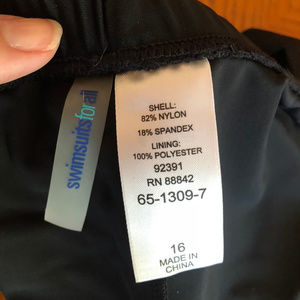 swimsuitsforall
SHELL:
82% NYLON
18% SPANDEX
LINING:
100% POLYESTER
92391
RN 88842
65-1309-7
16
MADE IN
CHINA